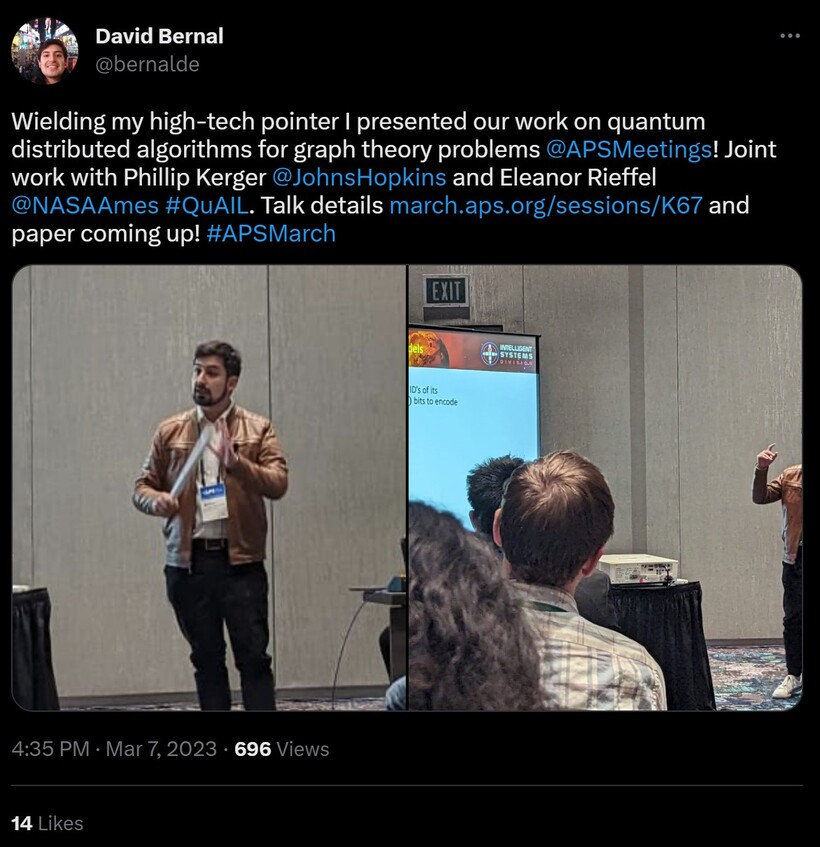 David Bernal
@bernalde
Wielding my high-tech pointer I presented our work on quantum
distributed algorithms for graph theory problems @APSMeetings! Joint
work with Phillip Kerger @JohnsHopkins and Eleanor Rieffel
@NASAAmes #QuAIL. Talk details march.aps.org/sessions/K67 and
paper coming up! #APSMarch
EXIT
dels
INTELLIGENT
SYSTEMS
DIVISION
ID's of its
) bits to encode
APS
4:35 PM · Mar 7, 2023 · 696 Views
14 Likes